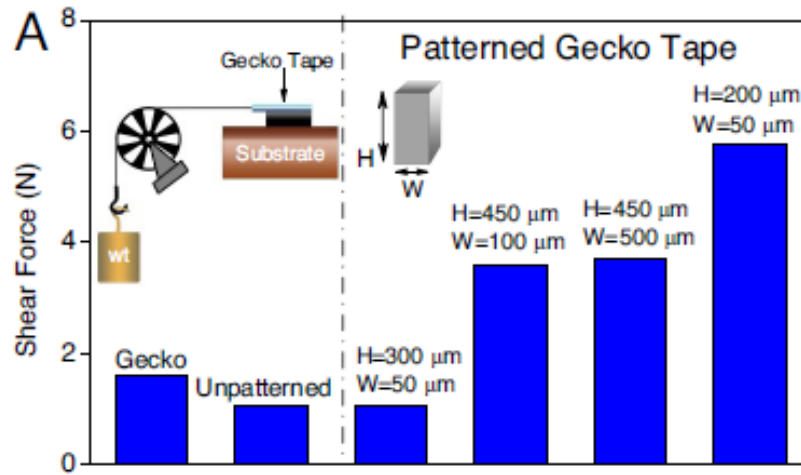 A
8
6
4
2
0
Shear Force (N)
Gecko Tape
Substrate
wt
Gecko
Unpatterned
Patterned Gecko Tape
H
W
H=300 μm
W=50 μm
H=450 μm
W=100 μm
H=450 μm
W=500 μm
H=200 μm
W=50 μm